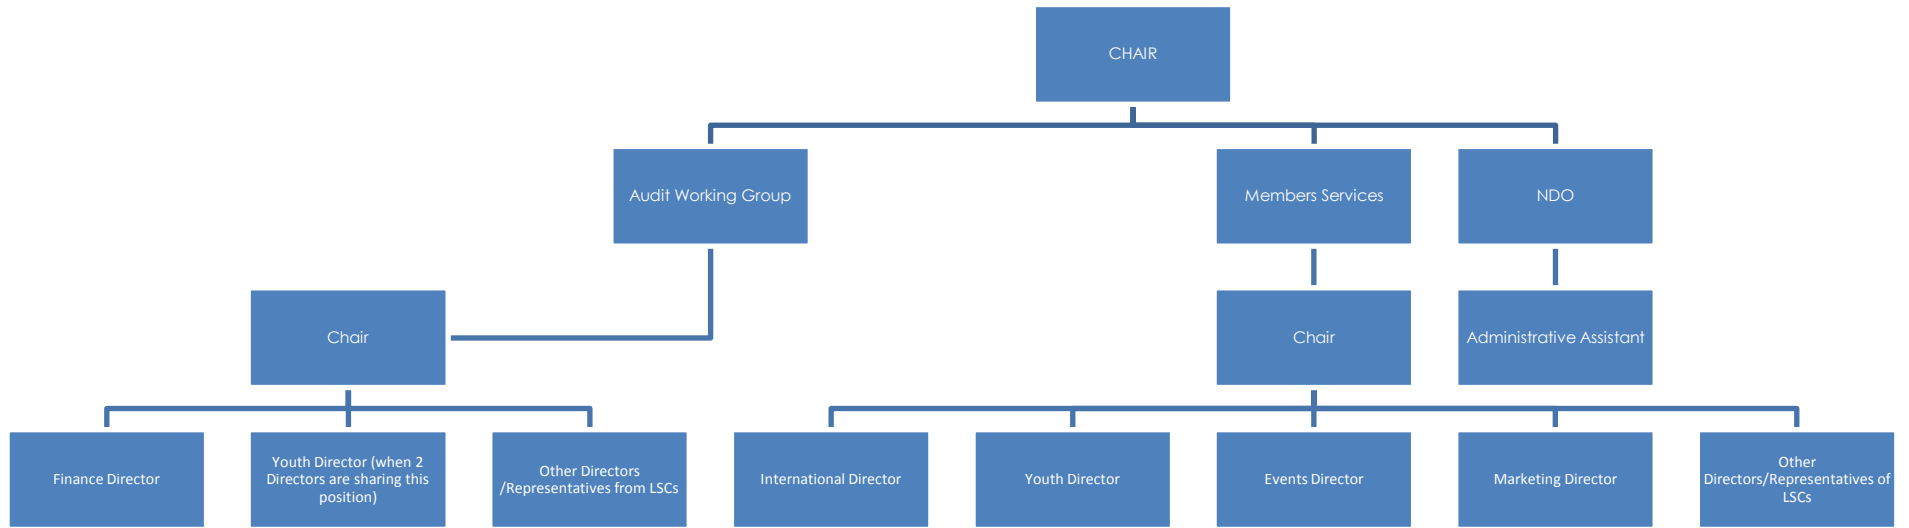 CHAIR
Audit Working Group
Members Services
NDO
Chair
Chair
Administrative Assistant
Finance Director
Youth Director (when 2
Directors are sharing this
position)
Other Directors
/Representatives from LSCs
International Director
Youth Director
Events Director
Marketing Director
Other
Directors/Representatives of
LSCs